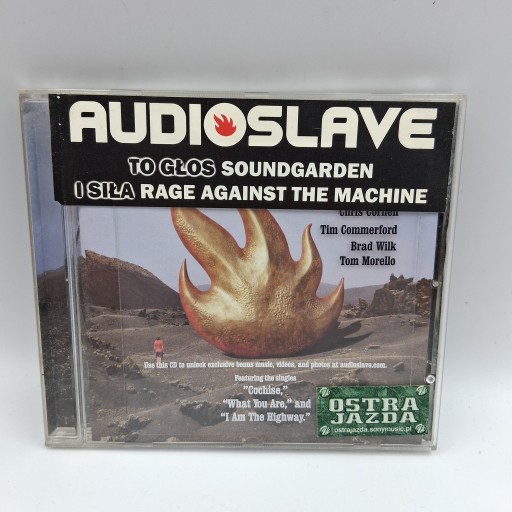 AUDIOSLAVE
TO GŁOS SOUNDGARDEN
I SIŁA RAGE AGAINST THE MACHINE
Chris Cornell
Tim Commerford
Brad Wilk
Tom Morello
Use this CD to unlock exclusive bonus music, videos, and photos at audioslave.com.
Featuring the singles
"Cochise,"
"What You Are," and
"I Am The Highway."
OSTRA
JAZDA
ostrajazda.sonymusic.pl